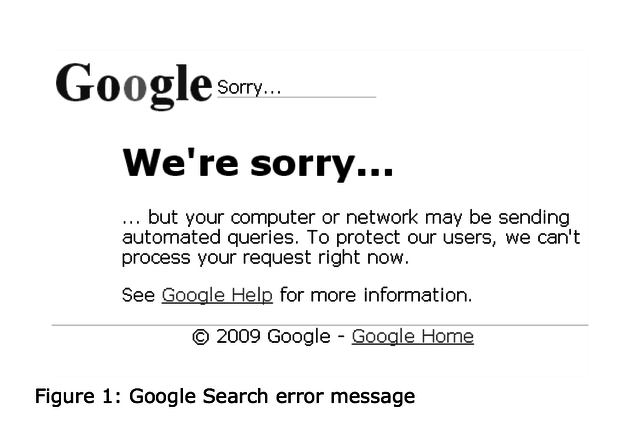 Google Sorry...
We're sorry...
... but your computer or network may be sending
automated queries. To protect our users, we can't
process your request right now.
See Google Help for more information.
© 2009 Google - Google Home
Figure 1: Google Search error message